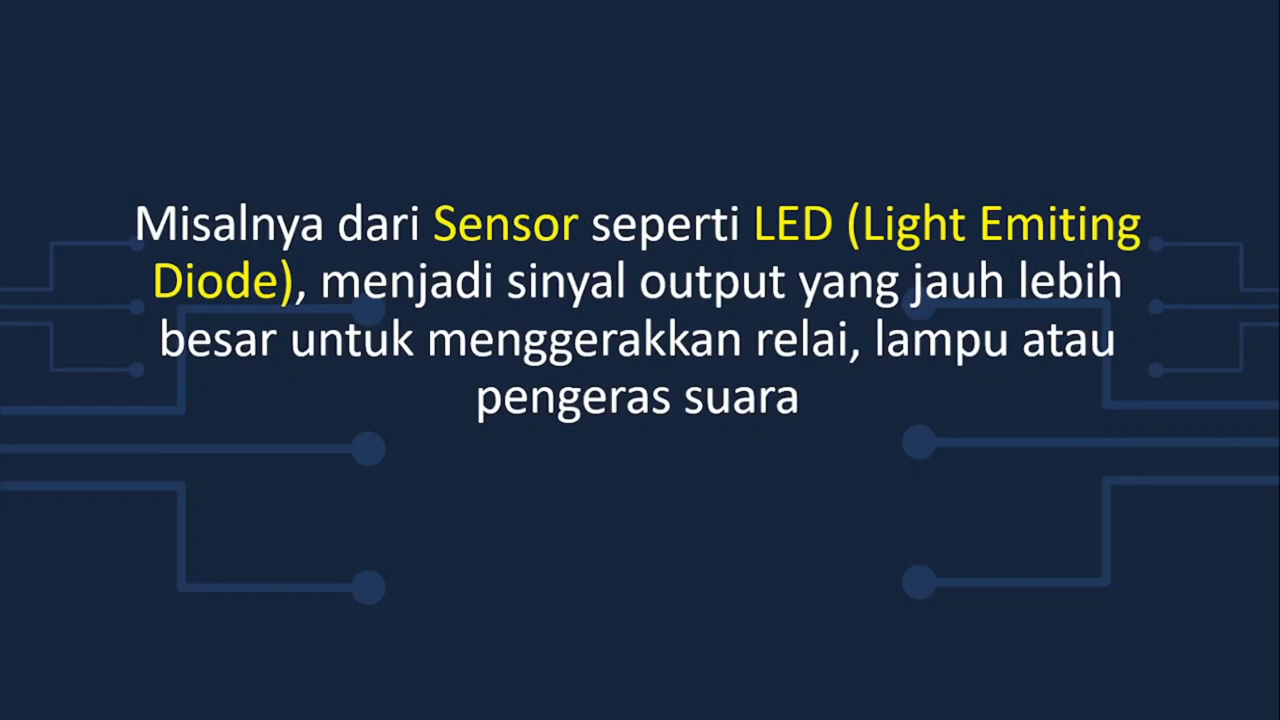 Misalnya dari Sensor seperti LED (Light Emiting
Diode), menjadi sinyal output yang jauh lebih
besar untuk menggerakkan relai, lampu atau
pengeras suara